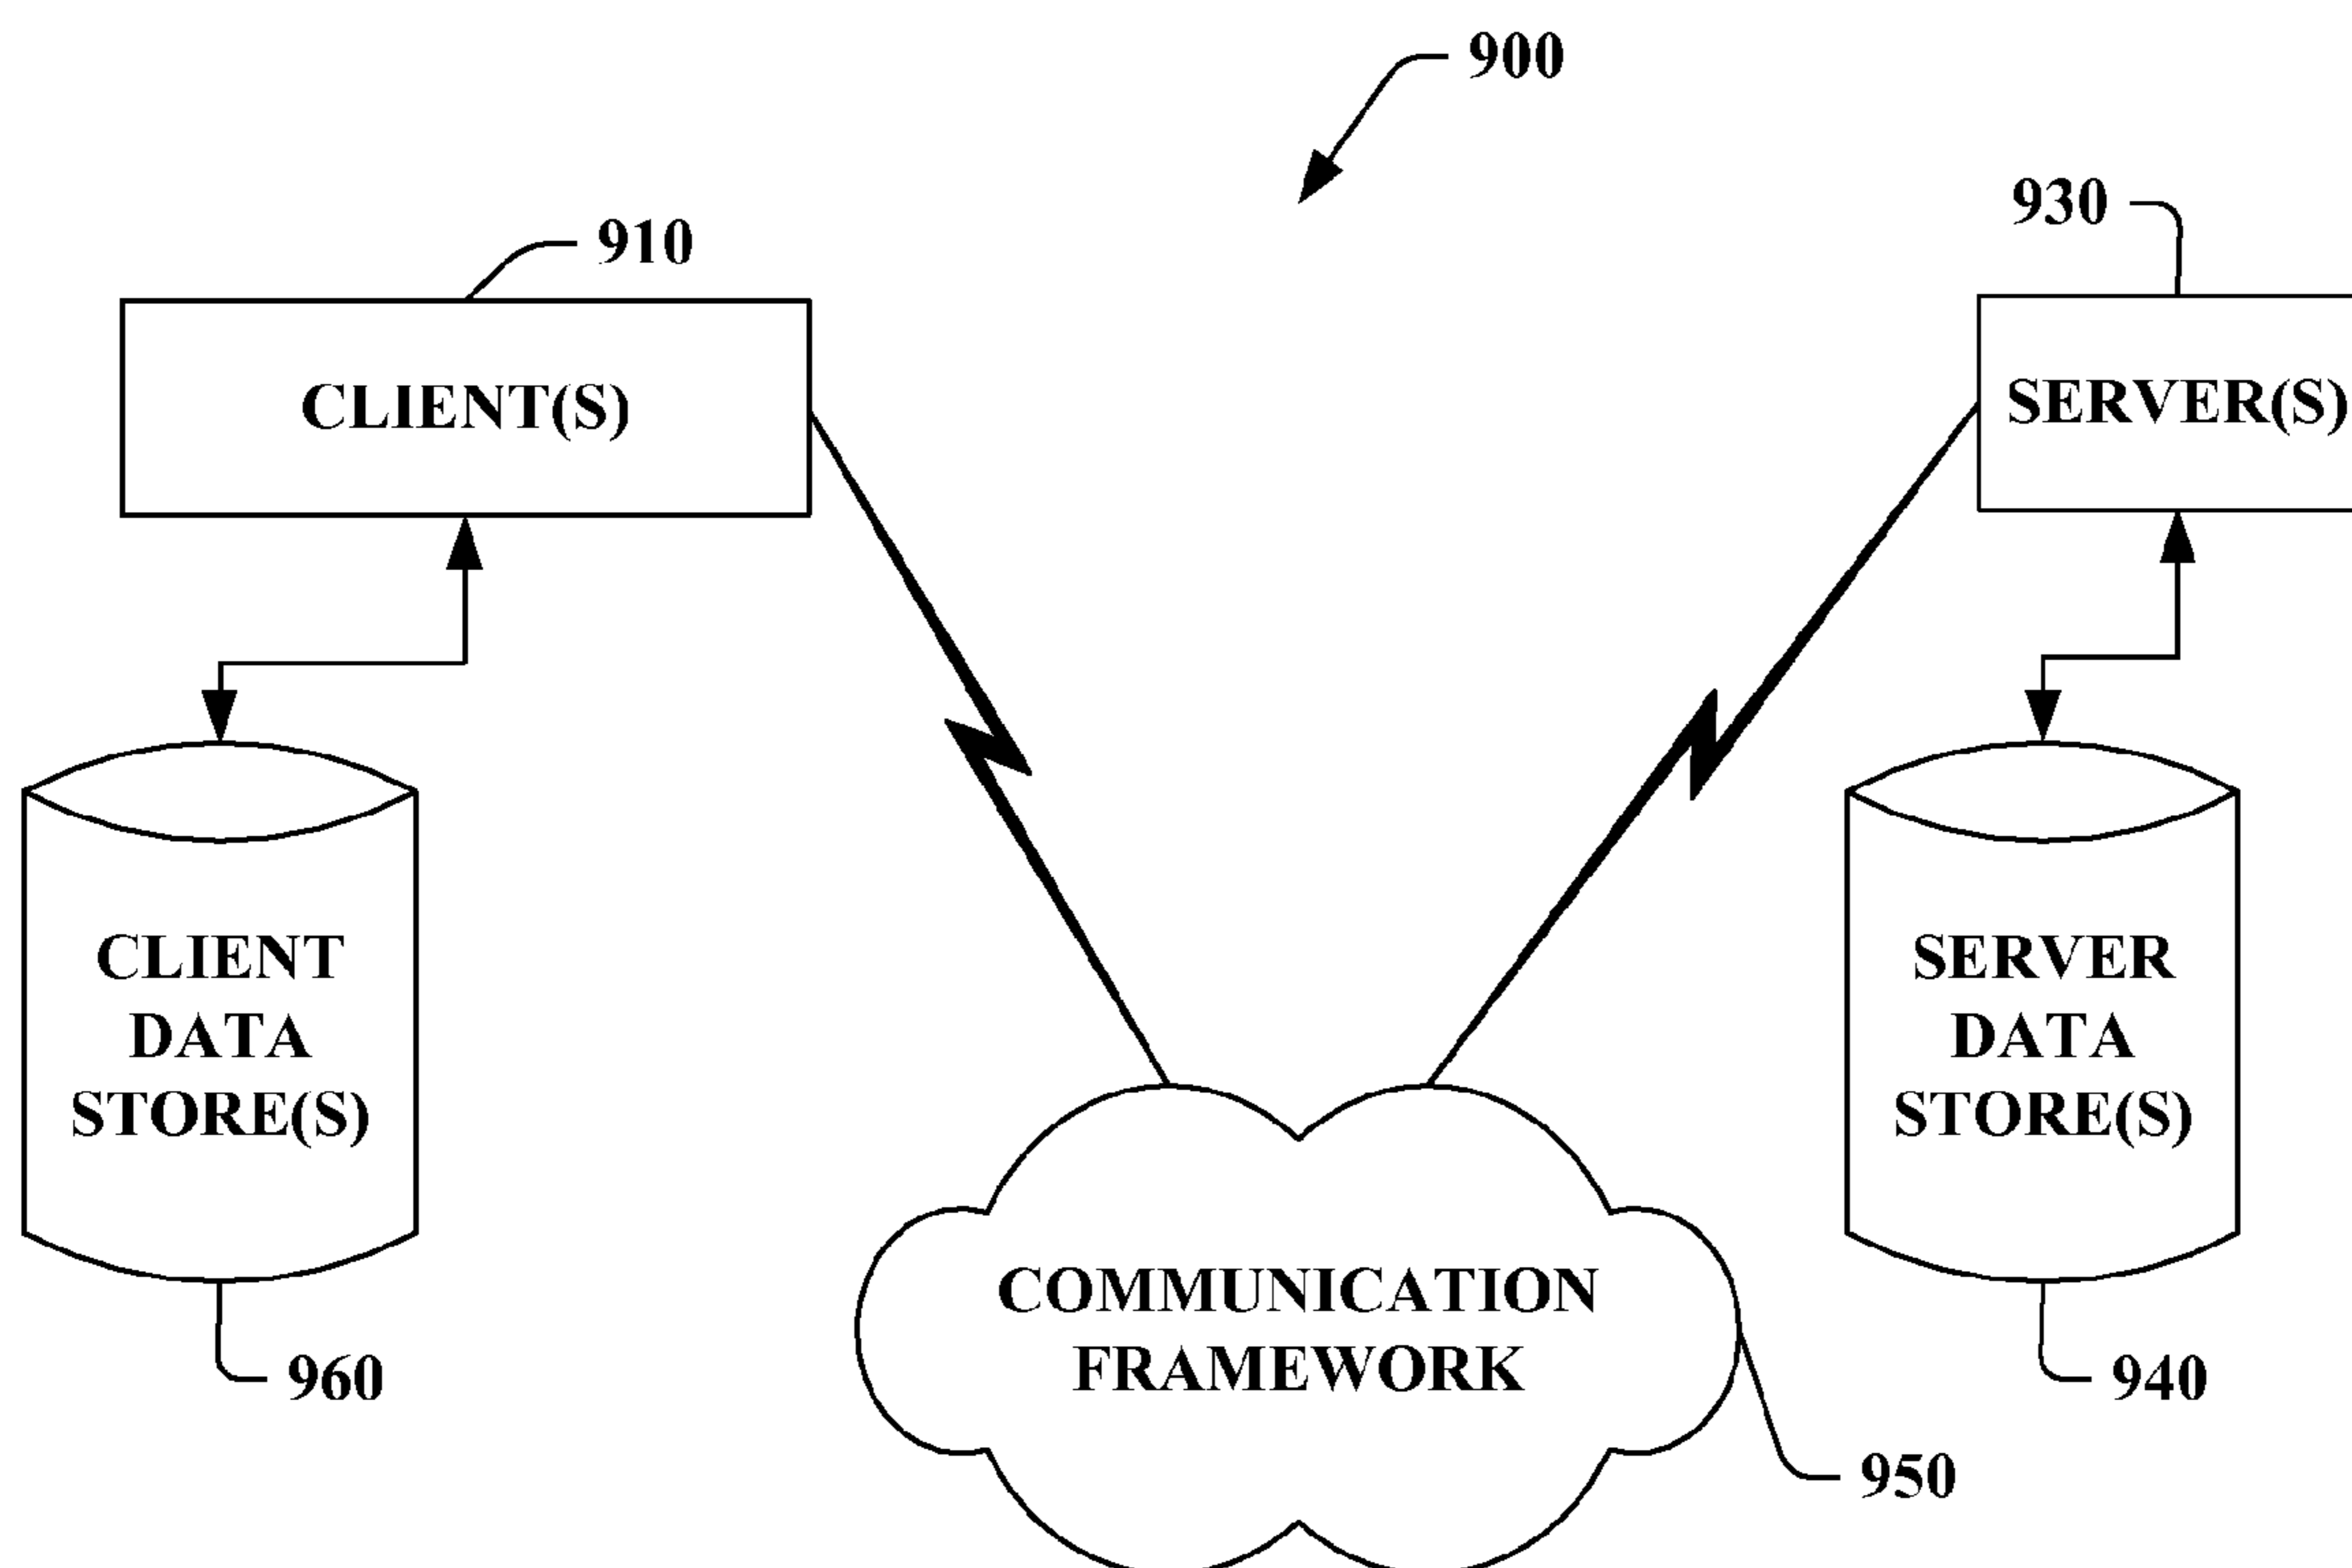 900
930
910
CLIENT(S)
SERVER(S)
CLIENT
DATA
STORE(S)
SERVER
DATA
STORE(S)
COMMUNICATION
FRAMEWORK
960
940
950